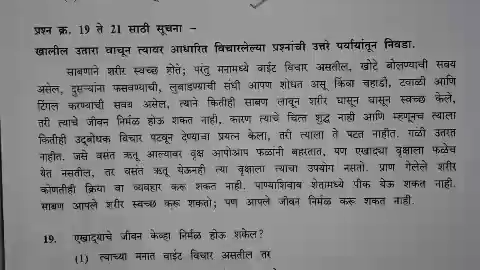 प्रश्न क्र. 19 ते 21 साठी सूचना –
खालील उतारा वाचून त्यावर आधारित विचारलेल्या प्रश्नांची उत्तरे पर्यायांतून निवडा.
साबणाने शरीर स्वच्छ होते; परंतु मनामध्ये वाईट विचार असतील, खोटे बोलण्याची सवय
असेल, दुसऱ्यांना फसवण्याची, लुबाडण्याची संधी आपण शोधत असू किंवा चहाडी, टवाळी आणि
टिंगल करण्याची सवय असेल, त्याने कितीही साबण लावून शरीर घासून घासून स्वच्छ केले,
तरी त्याचे जीवन निर्मळ होऊ शकत नाही, कारण त्याचे चित्त शुद्ध नाही आणि म्हणूनच त्याला
कितीही उद्बोधक विचार पटवून देण्याचा प्रयत्न केला, तरी त्याला ते पटत नाहीत. गळी उतरत
नाहीत. जसे वसंत ऋतू आल्यावर वृक्ष आपोआप फळांनी बहरतात, पण एखाद्या वृक्षाला फळेच
येत नसतील, तर वसंत ऋतू येऊनही त्या वृक्षाला त्याचा उपयोग नसतो. प्राण गेलेले शरीर
कोणतीही क्रिया वा व्यवहार करू शकत नाही. पाण्याशिवाय शेतामध्ये पीक येऊ शकत नाही.
साबण आपले शरीर स्वच्छ करू शकतो; पण आपले जीवन निर्मळ करू शकत नाही.
19. एखाद्याचे जीवन केव्हा निर्मळ होऊ शकेल?
(1) त्याच्या मनात वाईट विचार असतील तर